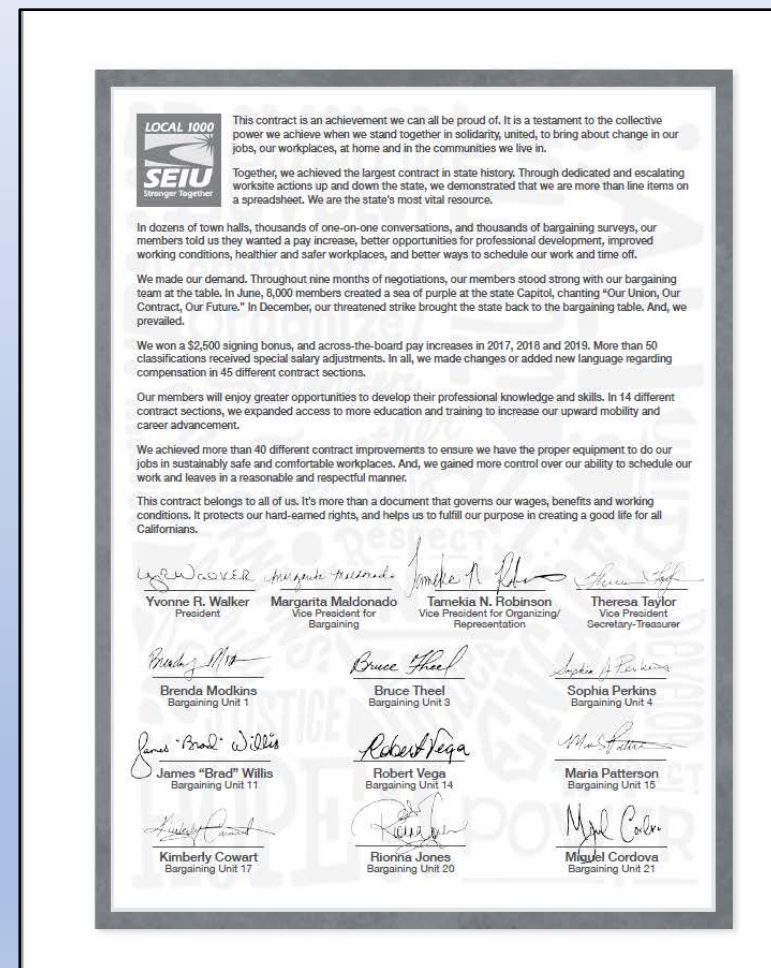 LOCAL 1000
SEIU
Stronger Together
This contract is an achievement we can all be proud of. It is a testament to the collective
power we achieve when we stand together in solidarity, united, to bring about change in our
jobs, our workplaces, at home and in the communities we live in.
Together, we achieved the largest contract in state history. Through dedicated and escalating
worksite actions up and down the state, we demonstrated that we are more than line items on
a spreadsheet. We are the state's most vital resource.
In dozens of town halls, thousands of one-on-one conversations, and thousands of bargaining surveys, our
members told us they wanted a pay increase, better opportunities for professional development, improved
working conditions, healthier and safer workplaces, and better ways to schedule our work and time off.
We made our demand. Throughout nine months of negotiations, our members stood strong with our bargaining
team at the table. In June, 8,000 members created a sea of purple at the state Capitol, chanting “Our Union, Our
Contract, Our Future.” In December, our threatened strike brought the state back to the bargaining table. And, we
prevailed.
We won a $2,500 signing bonus, and across-the-board pay increases in 2017, 2018 and 2019. More than 50
classifications received special salary adjustments. In all, we made changes or added new language regarding
compensation in 45 different contract sections.
Our members will enjoy greater opportunities to develop their professional knowledge and skills. In 14 different
contract sections, we expanded access to more education and training to increase our upward mobility and
career advancement.
We achieved more than 40 different contract improvements to ensure we have the proper equipment to do our
jobs in sustainably safe and comfortable workplaces. And, we gained more control over our ability to schedule our
work and leaves in a reasonable and respectful manner.
This contract belongs to all of us. It's more than a document that governs our wages, benefits and working
conditions. It protects our hard-earned rights, and helps us to fulfill our purpose in creating a good life for all
Californians.
Yvonne R. Walker Margarita Maldonado Tamekia N. Robinson Theresa Taylor
President Vice President for Vice President for Organizing/ Vice President
Bargaining Representation Secretary-Treasurer
Bruce Theel
Brenda Modkins Bruce Theel Sophia Perkins
Bargaining Unit 1 Bargaining Unit 3 Bargaining Unit 4
James "Brad" Willis Robert Vega
James “Brad” Willis Robert Vega Maria Patterson
Bargaining Unit 11 Bargaining Unit 14 Bargaining Unit 15
Kimberly Cowart Rionna Jones Miguel Cordova
Bargaining Unit 17 Bargaining Unit 20 Bargaining Unit 21